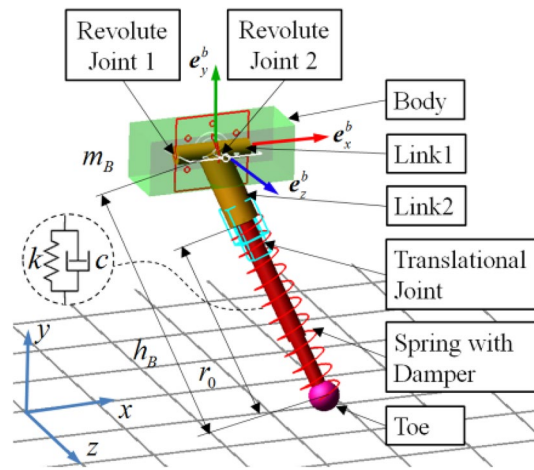 Revolute
Joint 1
Revolute
Joint 2
e_y^b
Body
e_x^b
m_B
Link1
e_z^b
Link2
k
c
Translational
Joint
y
h_B
Spring with
Damper
r_0
x
z
Toe